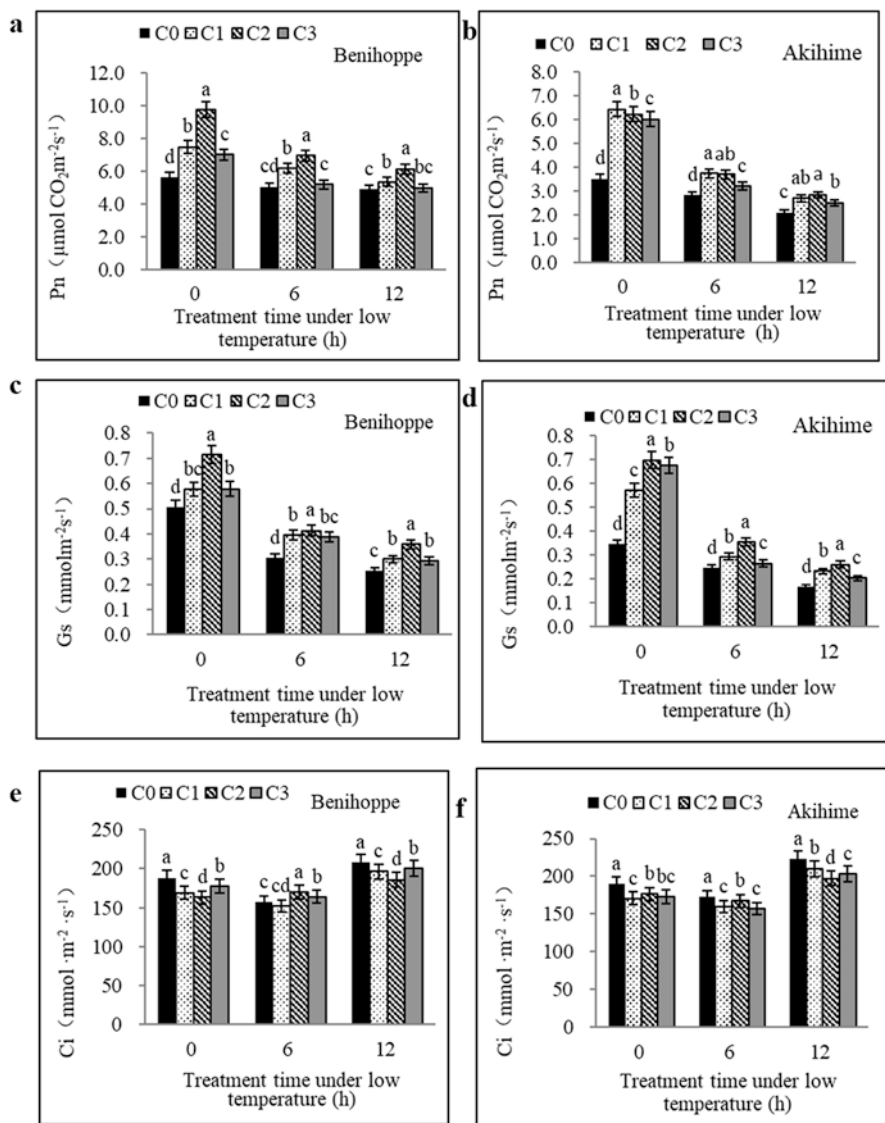 a
C0 C1 C2 C3
Benihoppe
12.0
10.0
8.0
6.0
4.0
2.0
0.0
Pn（μmol CO₂m⁻²s⁻¹）
d b a c
cd b a c
c b a bc
0 6 12
Treatment time under low
temperature (h)
b
C0 C1 C2 C3
Akihime
8.0
7.0
6.0
5.0
4.0
3.0
2.0
1.0
0.0
Pn（μmol CO₂m⁻²s⁻¹）
d a b c
d a ab c
c ab a b
0 6 12
Treatment time under low
temperature (h)
c
C0 C1 C2 C3
Benihoppe
0.8
0.7
0.6
0.5
0.4
0.3
0.2
0.1
0.0
Gs（mmolm⁻²s⁻¹）
d bc a b
d b a bc
c b a b
0 6 12
Treatment time under low
temperature (h)
d
C0 C1 C2 C3
Akihime
0.8
0.7
0.6
0.5
0.4
0.3
0.2
0.1
0.0
Gs（mmolm⁻²s⁻¹）
d c a b
d b a c
d b a c
0 6 12
Treatment time under low
temperature (h)
e
C0 C1 C2 C3
Benihoppe
250
200
150
100
50
0
Ci（mmol ·m⁻² ·s⁻¹）
a c d b
c cd a b
a c d b
0 6 12
Treatment time under low
temperature (h)
f
C0 C1 C2 C3
Akihime
250
200
150
100
50
0
Ci（mmol ·m⁻² ·s⁻¹）
a c b bc
a c b c
a b d c
0 6 12
Treatment time under low
temperature (h)